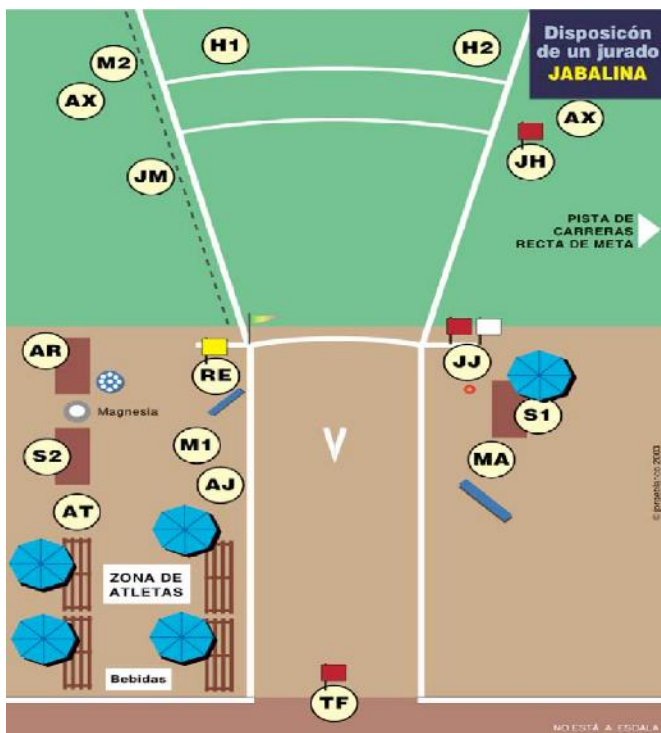 Disposicón
de un jurado
JABALINA
H1
H2
M2
AX
AX
JH
JM
PISTA DE
CARRERAS
RECTA DE META
AR
RE
JJ
Magnesia
S1
M1
S2
MA
AJ
AT
ZONA DE
ATLETAS
Bebidas
TF
NO ESTÁ A ESCALA